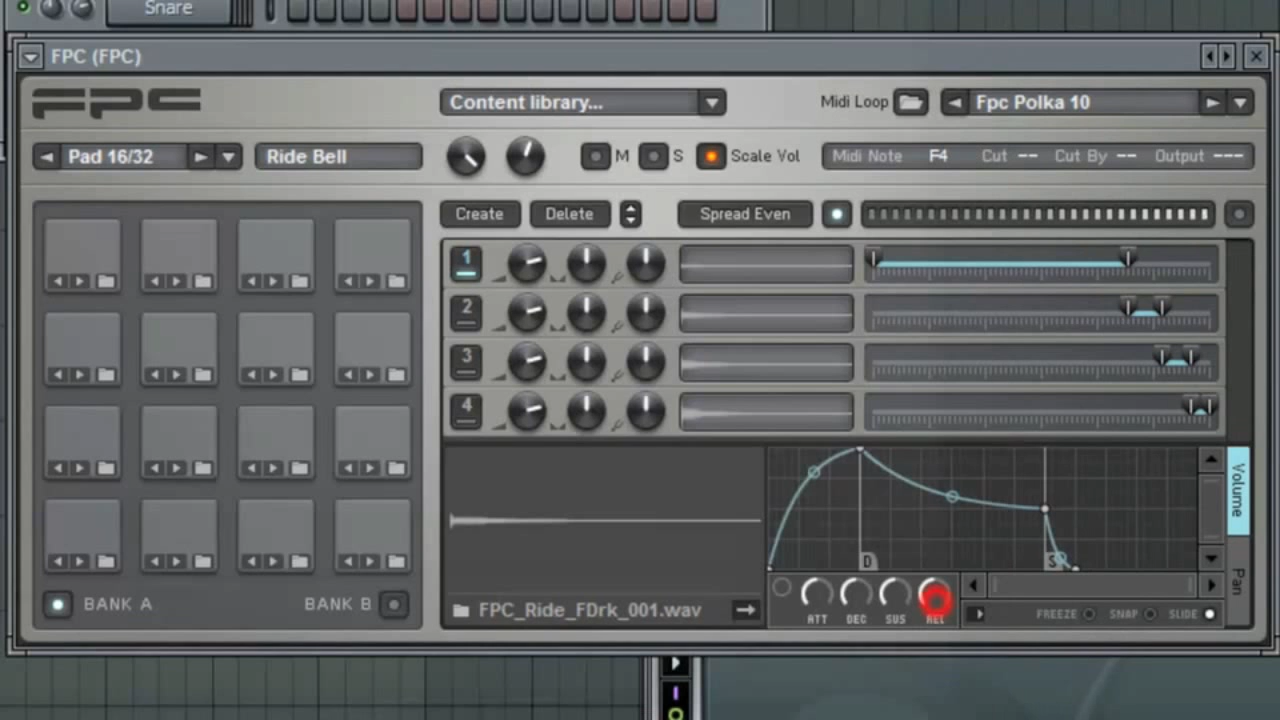 Snare
FPC (FPC)
FPC
Content library...
Midi Loop
Fpc Polka 10
Pad 16/32
Ride Bell
M
S
Scale Vol
Midi Note F4 Cut -- Cut By -- Output ---
Create
Delete
Spread Even
1
2
3
4
Volume
Pan
D
S
FPC_Ride_FDrk_001.wav
ATT
DEC
SUS
REL
FREEZE
SNAP
SLIDE
BANK A
BANK B